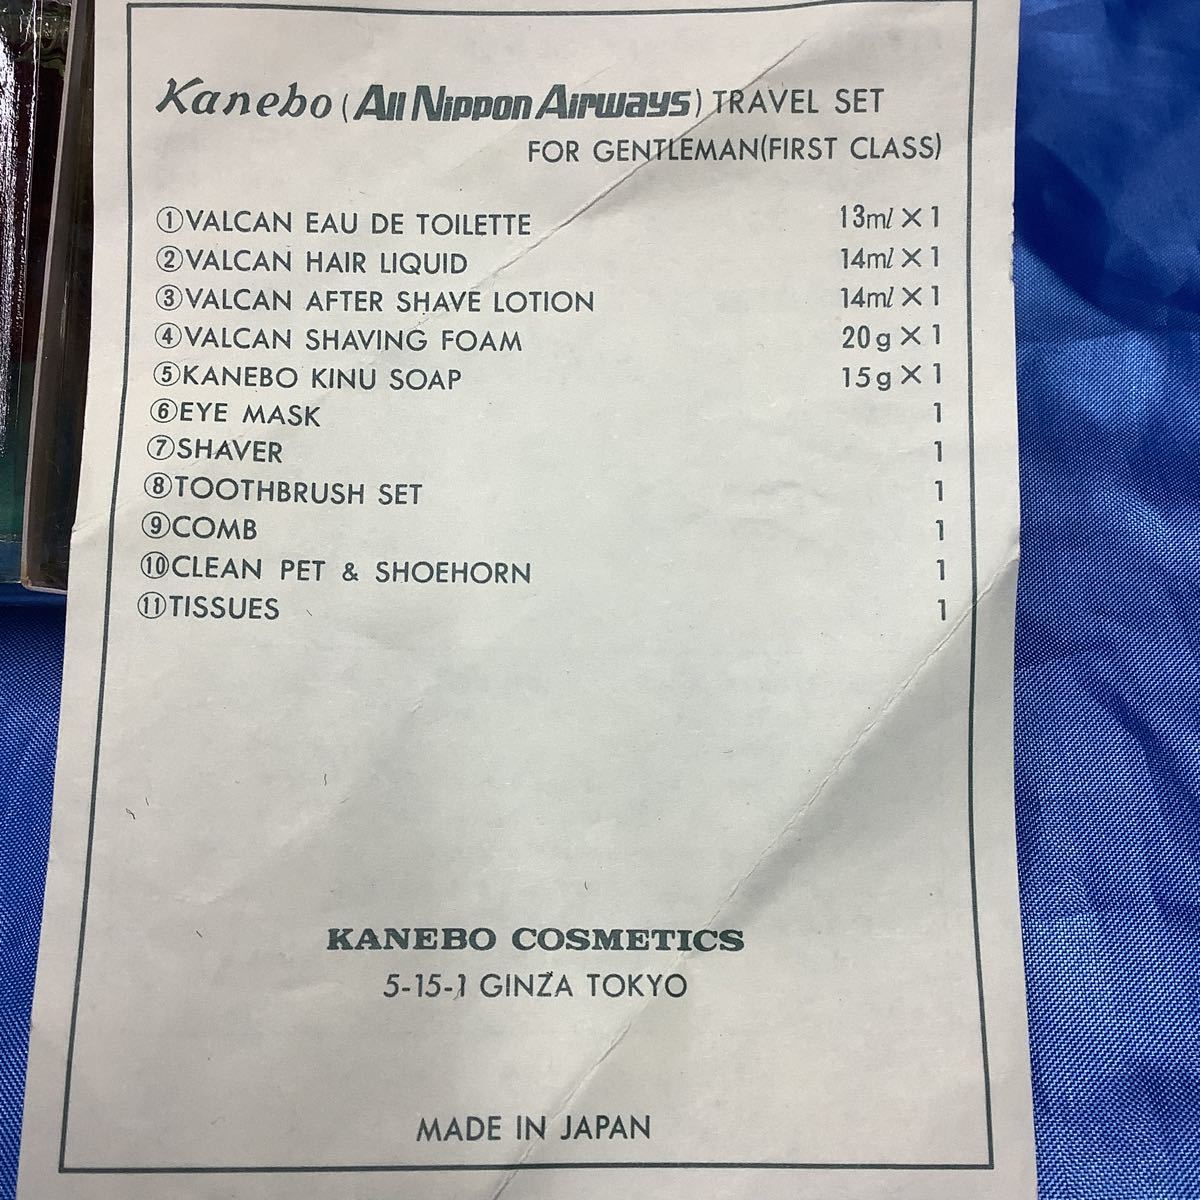 Kanebo (All Nippon Airways) TRAVEL SET
FOR GENTLEMAN(FIRST CLASS)
①VALCAN EAU DE TOILETTE 13ml×1
②VALCAN HAIR LIQUID 14ml×1
③VALCAN AFTER SHAVE LOTION 14ml×1
④VALCAN SHAVING FOAM 20g×1
⑤KANEBO KINU SOAP 15g×1
⑥EYE MASK 1
⑦SHAVER 1
⑧TOOTHBRUSH SET 1
⑨COMB 1
⑩CLEAN PET & SHOEHORN 1
⑪TISSUES 1
KANEBO COSMETICS
5-15-1 GINZA TOKYO
MADE IN JAPAN